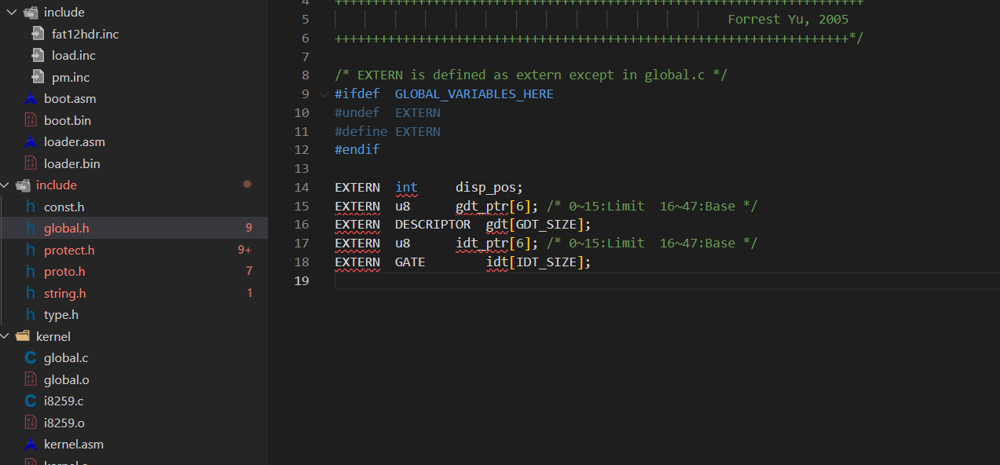 include
fat12hdr.inc
load.inc
pm.inc
boot.asm
boot.bin
loader.asm
loader.bin
include
const.h
global.h 9
protect.h 9+
proto.h 7
string.h 1
type.h
kernel
global.c
global.o
i8259.c
i8259.o
kernel.asm
4
5 Forrest Yu, 2005
6 ++++++++++++++++++++++++++++++++++++++++++++++++++++++++++++++++++++*/
7
8 /* EXTERN is defined as extern except in global.c */
9 #ifdef GLOBAL_VARIABLES_HERE
10 #undef EXTERN
11 #define EXTERN
12 #endif
13
14 EXTERN int disp_pos;
15 EXTERN u8 gdt_ptr[6]; /* 0~15:Limit 16~47:Base */
16 EXTERN DESCRIPTOR gdt[GDT_SIZE];
17 EXTERN u8 idt_ptr[6]; /* 0~15:Limit 16~47:Base */
18 EXTERN GATE idt[IDT_SIZE];
19